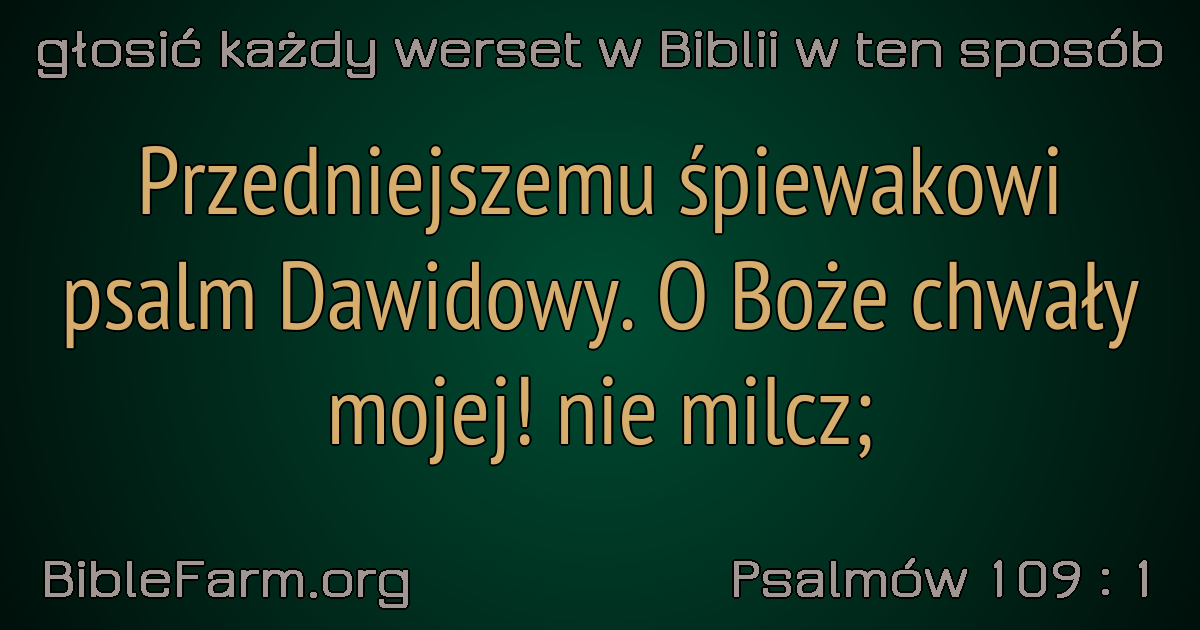 głosić każdy werset w Biblii w ten sposób
Przedniejszemu śpiewakowi
psalm Dawidowy. O Boże chwały
mojej! nie milcz;
BibleFarm.org
Psalmów 109 : 1